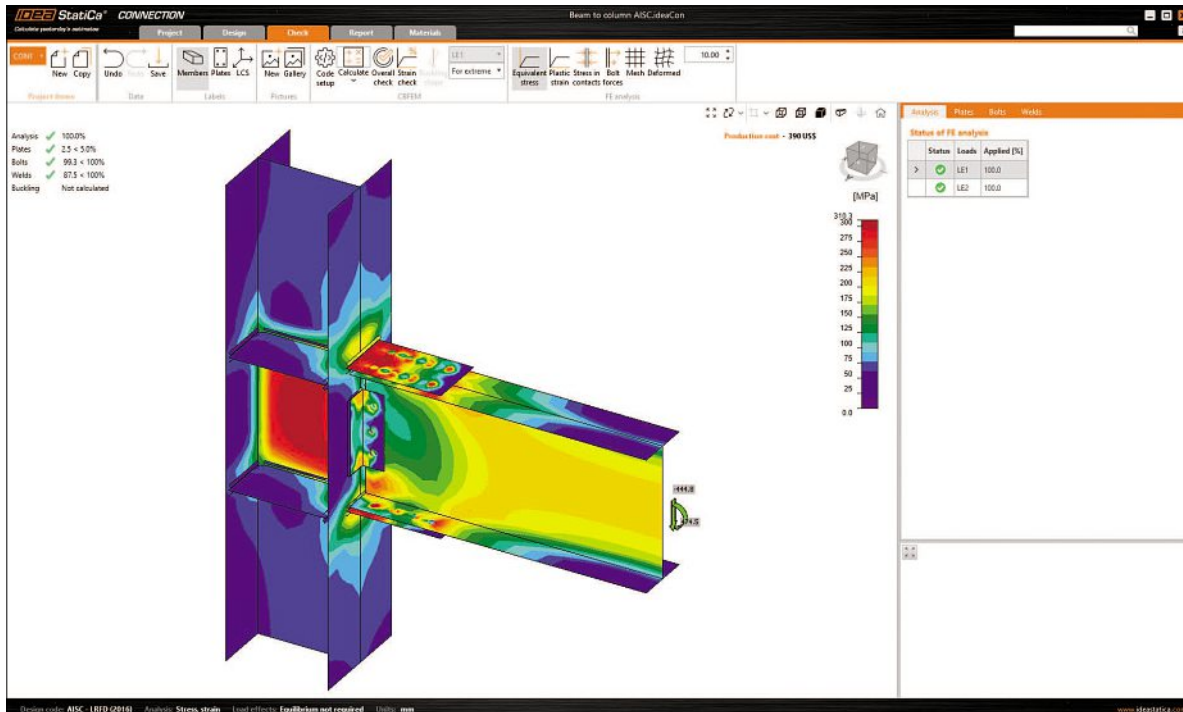 IDEA StatiCa® CONNECTION
Calculate yesterday's estimates
Beam to column AISC.ideaCon
Project Design Check Report Materials
CON1
New Copy
Undo Redo Save
Members Plates LCS
New Gallery
Code setup
Calculate
Overall check
Strain check
LE1
For extreme
Equivalent stress
Plastic strain
Stress in contacts
Bolt forces
Mesh
Deformed
10.00
Project items
Data
Labels
Pictures
CBFEM
FE analysis
Analysis 100.0%
Plates 2.5 < 5.0%
Bolts 99.3 < 100%
Welds 87.5 < 100%
Buckling Not calculated
Production cost - 390 US$
[MPa]
310.3
300
275
250
225
200
175
150
125
100
75
50
25
0.0
-444.8
Analysis Plates Bolts Welds
Status of FE analysis
Status Loads Applied [%]
> LE1 100.0
LE2 100.0
Design code: AISC - LRFD (2016) Analysis: Stress, strain Load effects: Equilibrium not required Units: mm